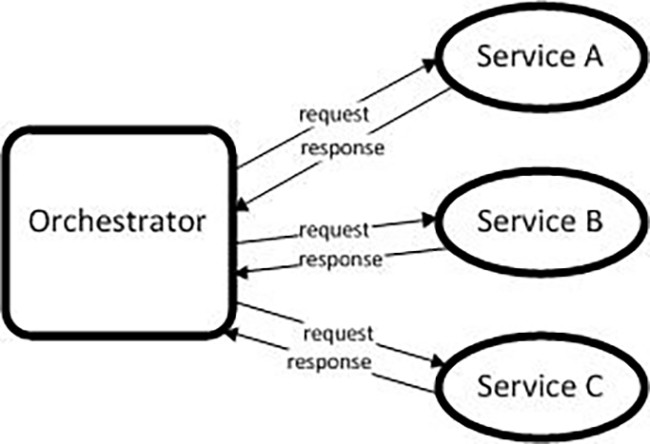 Service A
request
response
Orchestrator
Service B
request
response
request
response
Service C